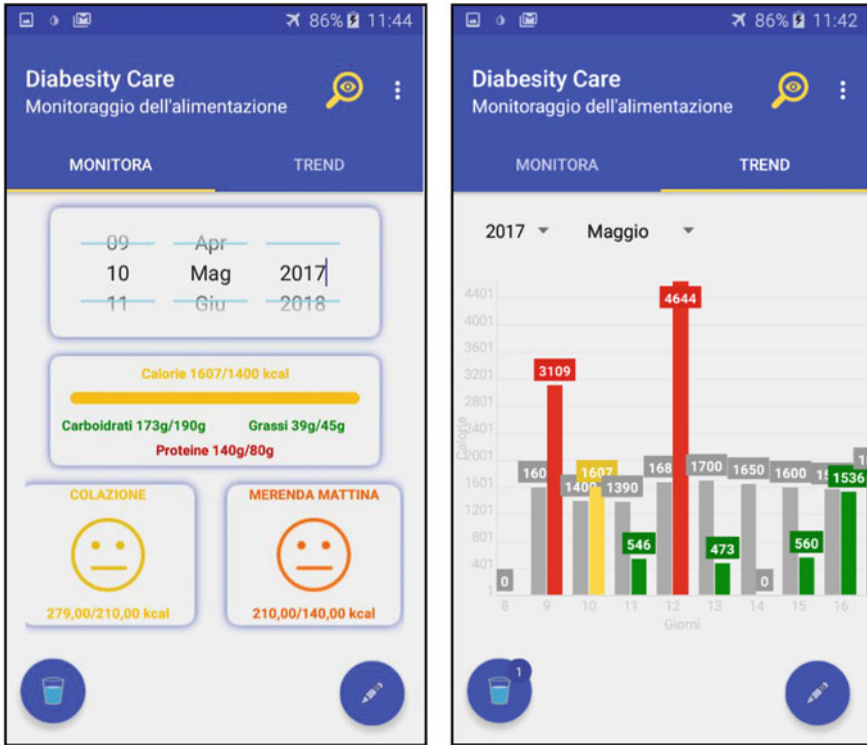 86% 11:44
Diabesity Care
Monitoraggio dell'alimentazione
MONITORA TREND
09 Apr
10 Mag 2017
11 Giu 2018
Calorie 1607/1400 kcal
Carboidrati 173g/190g Grassi 39g/45g
Proteine 140g/80g
COLAZIONE MERENDA MATTINA
279,00/210,00 kcal 210,00/140,00 kcal
86% 11:42
Diabesity Care
Monitoraggio dell'alimentazione
MONITORA TREND
2017 Maggio
4401
4001
3601
3201
2801
2401
2001
1601
1201
801
401
1
Calorie
0
3109
1607
1390
546
4644
1700
473
1650
0
1600
560
1536
8 9 10 11 12 13 14 15 16
Giorni
1